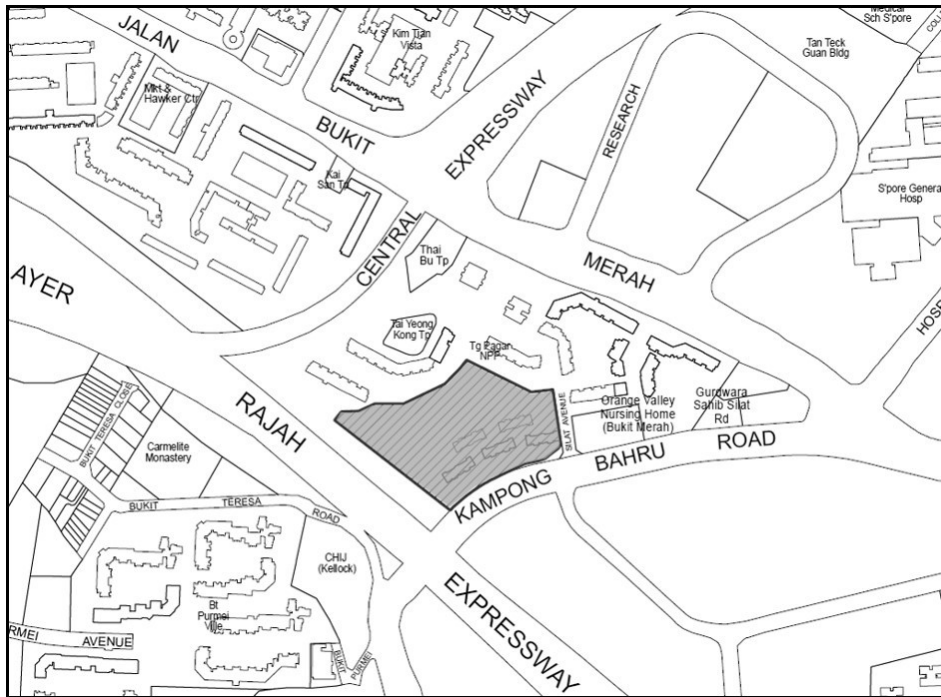 JALAN
Kim Tian
Vista
Medical
Sch S'pore
COL
Tan Teck
Guan Bldg
Mkt &
Hawker Ctr
BUKIT
EXPRESSWAY
RESEARCH
Kai
San Tp
S'pore General
Hosp
CENTRAL
Thai
Bu Tp
MERAH
AYER
HOSP
Tai Yeong
Kong Tp
Tg Pagar
NPP
RAJAH
BUKIT TERESA CLOSE
Carmelite
Monastery
SILAT AVENUE
Orange Valley
Nursing Home
(Bukit Merah)
Gurdwara
Sahib Silat
Rd
KAMPONG
BAHRU
ROAD
BUKIT
TERESA
ROAD
CHIJ
(Kellock)
EXPRESSWAY
Bt
Purmei
Ville
RMEI
AVENUE
BUKIT
PURMEI